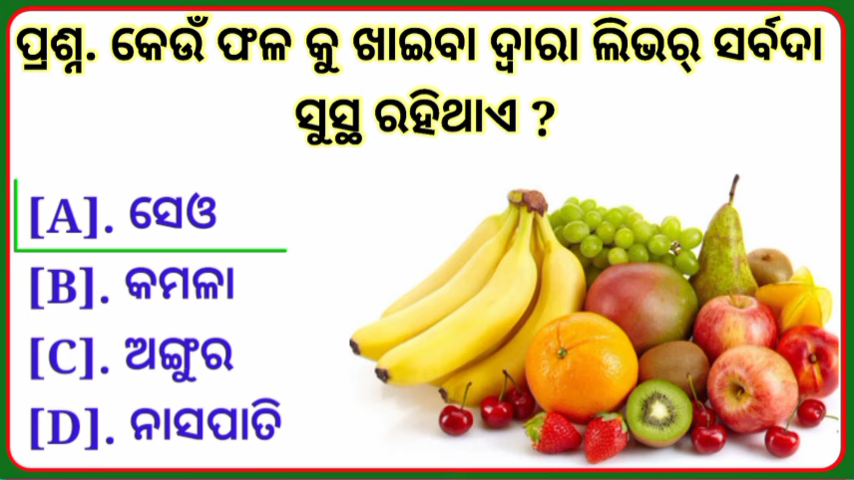 ପ୍ରଶ୍ନ. କେଉଁ ଫଳ କୁ ଖାଇବା ଦ୍ୱାରା ଲିଭର୍ ସର୍ବଦା
ସୁସ୍ଥ ରହିଥାଏ ?
[A]. ସେଓ
[B]. କମଳା
[C]. ଅଙ୍ଗୁର
[D]. ନାସପାତି